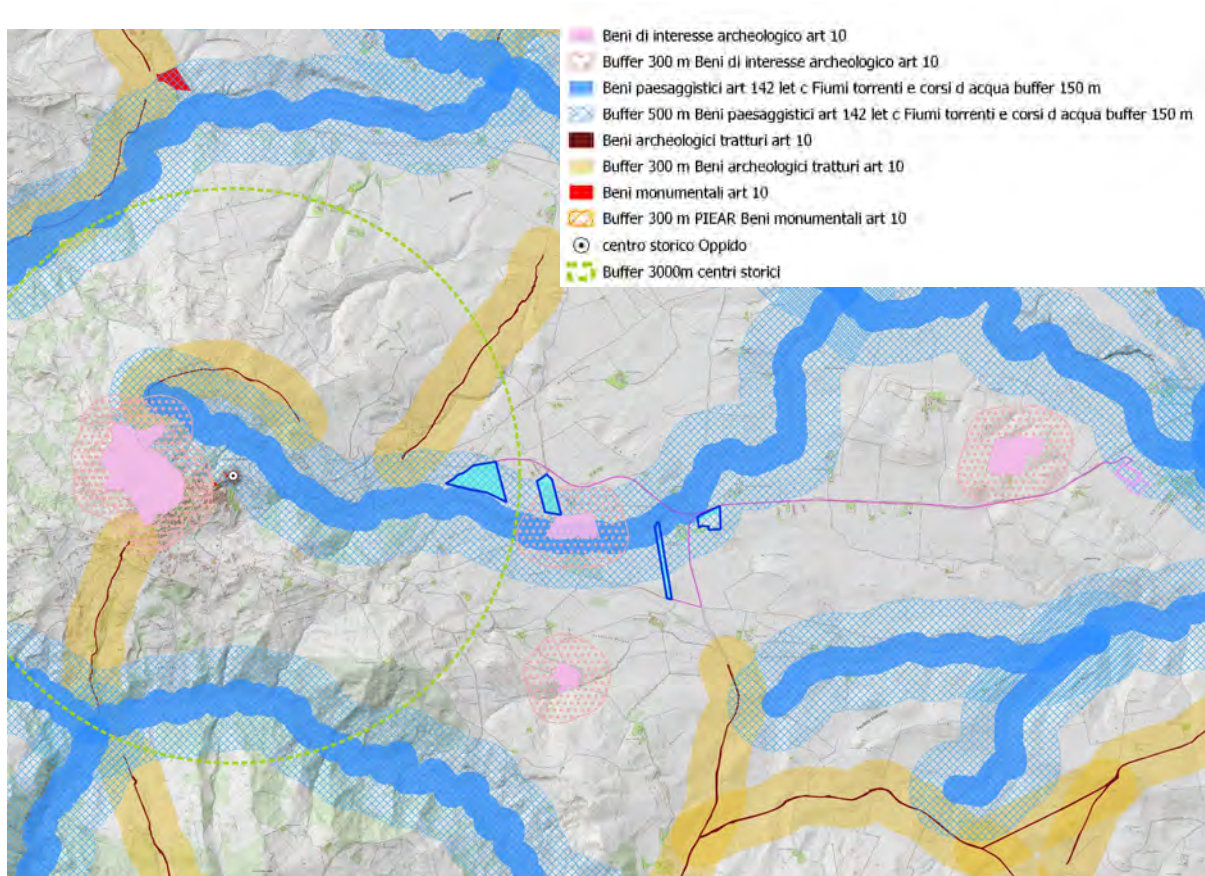 Beni di interesse archeologico art 10
Buffer 300 m Beni di interesse archeologico art 10
Beni paesaggistici art 142 let c Fiumi torrenti e corsi d acqua buffer 150 m
Buffer 500 m Beni paesaggistici art 142 let c Fiumi torrenti e corsi d acqua buffer 150 m
Beni archeologici tratturi art 10
Buffer 300 m Beni archeologici tratturi art 10
Beni monumentali art 10
Buffer 300 m PIEAR Beni monumentali art 10
centro storico Oppido
Buffer 3000m centri storici